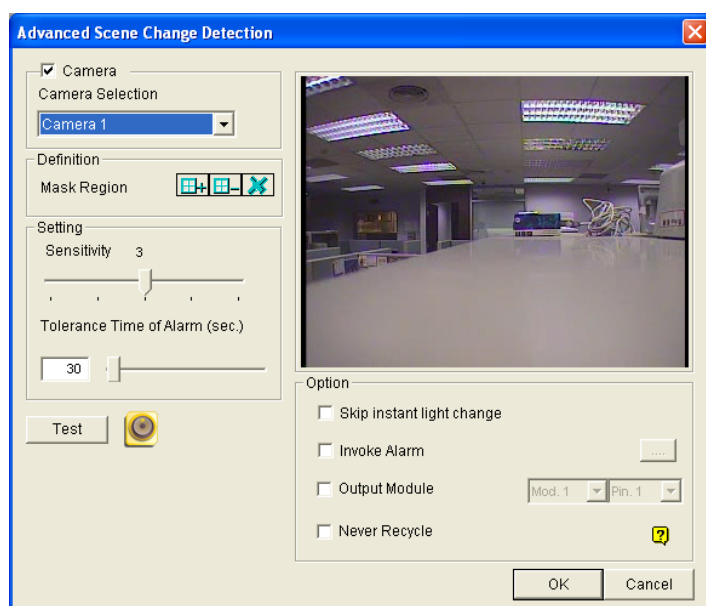 Advanced Scene Change Detection
Camera
Camera Selection
Camera 1
Definition
Mask Region
Setting
Sensitivity 3
Tolerance Time of Alarm (sec.)
30
Test
Option
Skip instant light change
Invoke Alarm
....
Output Module
Mod. 1
Pin. 1
Never Recycle
?
OK
Cancel